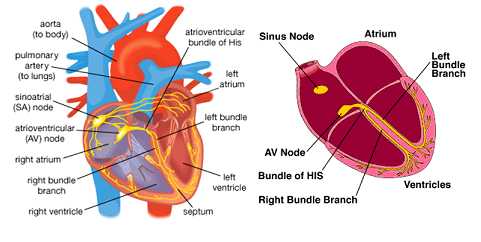 aorta
(to body)
pulmonary
artery
(to lungs)
sinoatrial
(SA) node
atrioventricular
(AV) node
right atrium
right bundle
branch
right ventricle
atrioventricular
bundle of His
left
atrium
left bundle
branch
left
ventricle
septum
Sinus Node
Atrium
Left
Bundle
Branch
AV Node
Bundle of HIS
Right Bundle Branch
Ventricles